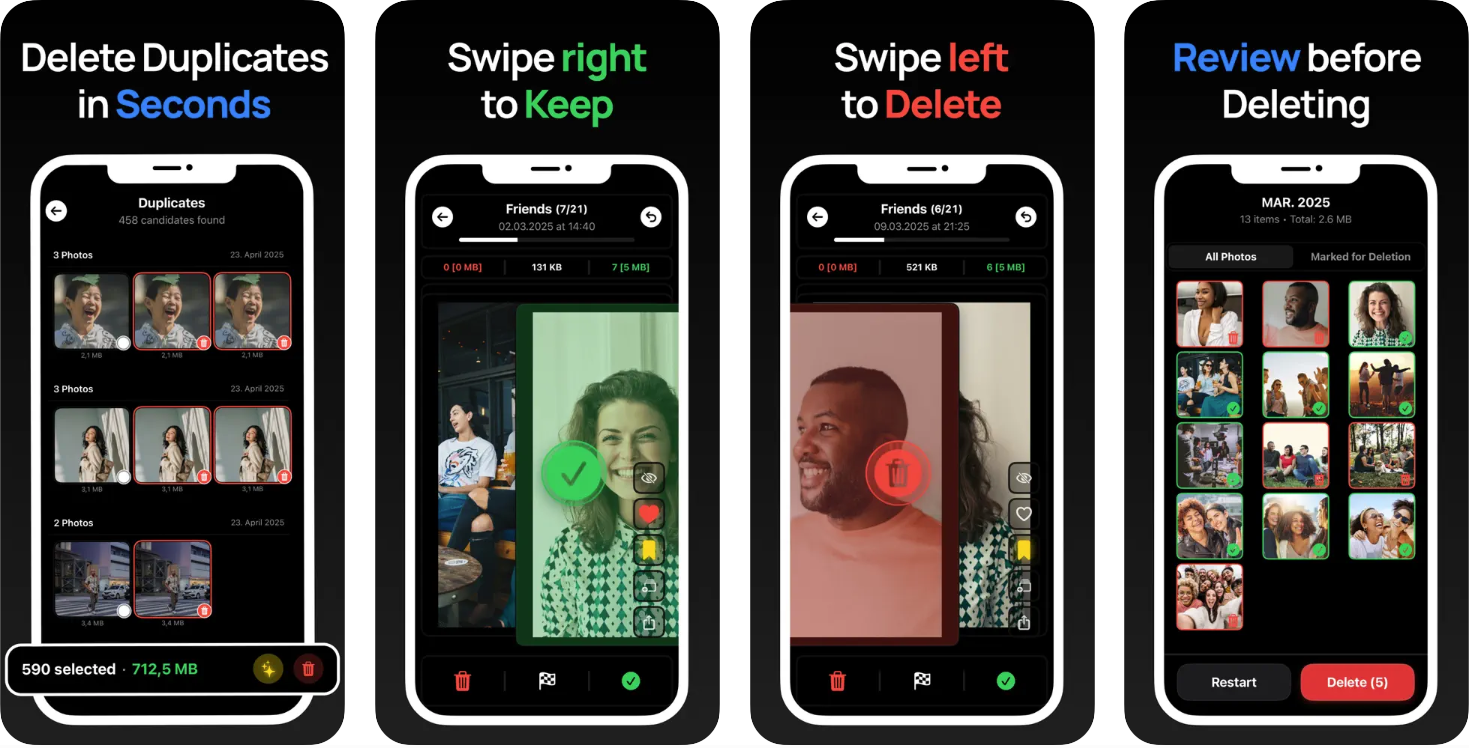 Delete Duplicates
in Seconds
Duplicates
458 candidates found
3 Photos
23. April 2025
2,1 MB
2,1 MB
2,1 MB
3 Photos
23. April 2025
3,1 MB
3,1 MB
3,1 MB
2 Photos
23. April 2025
3,4 MB
3,4 MB
590 selected · 712,5 MB
Swipe right
to Keep
Friends (7/21)
02.03.2025 at 14:40
0 [0 MB]
131 KB
7 [5 MB]
Swipe left
to Delete
Friends (6/21)
09.03.2025 at 21:25
0 [0 MB]
521 KB
6 [5 MB]
Review before
Deleting
MAR. 2025
13 items • Total: 2.6 MB
All Photos
Marked for Deletion
Restart
Delete (5)